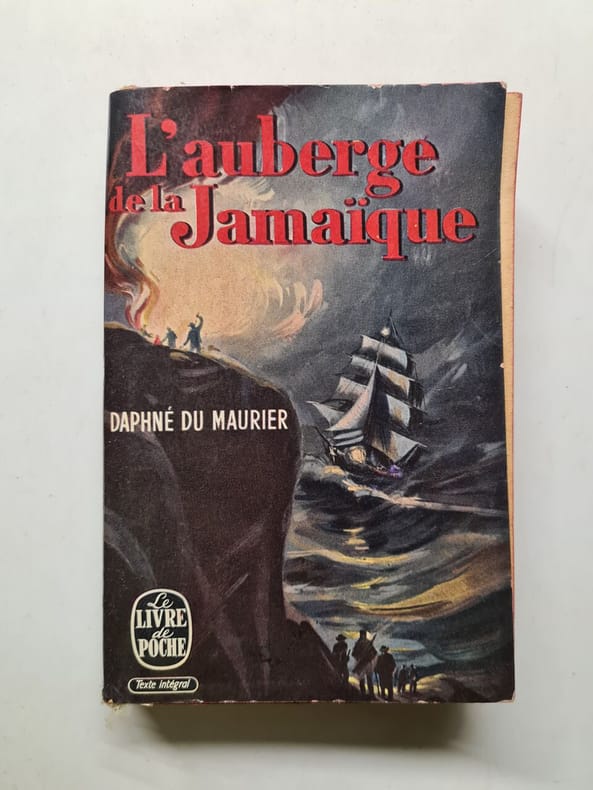 L'auberge
de la Jamaïque
DAPHNÉ DU MAURIER
Le
LIVRE
de
POCHE
Texte intégral